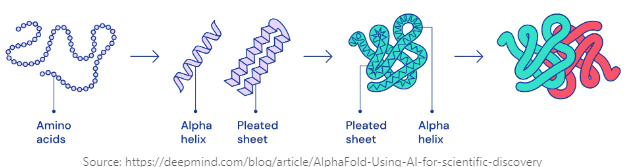 Amino
acids
Alpha
helix
Pleated
sheet
Pleated
sheet
Alpha
helix
Source: https://deepmind.com/blog/article/AlphaFold-Using-AI-for-scientific-discovery